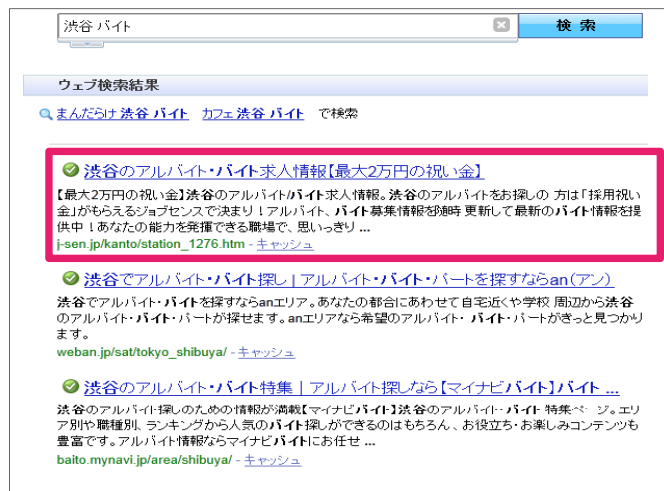 渋谷 バイト
検 索
ウェブ検索結果
まんだらけ 渋谷 バイト カフェ 渋谷 バイト で検索
渋谷のアルバイト・バイト求人情報【最大2万円の祝い金】
【最大2万円の祝い金】渋谷のアルバイト/バイト求人情報。渋谷のアルバイトをお探しの 方は「採用祝い
金」がもらえるジョブセンスで決まり！アルバイト、バイト募集情報を随時 更新して最新のバイト情報を提
供中！あなたの能力を発揮できる職場で、思いっきり ...
j-sen.jp/kanto/station_1276.htm - キャッシュ
渋谷でアルバイト・バイト探し | アルバイト・バイト・パートを探すならan（アン）
渋谷でアルバイト・バイトを探すならanエリア。あなたの都合にあわせて自宅近くや学校 周辺から渋谷
のアルバイト・バイト・パートが探せます。anエリアなら希望のアルバイト・ バイト・パートがきっと見つかり
ます。
weban.jp/sat/tokyo_shibuya/ - キャッシュ
渋谷のアルバイト・バイト特集｜アルバイト探しなら【マイナビバイト】バイト ...
渋谷のアルバイト探しのための情報が満載【マイナビバイト】渋谷のアルバイト・バイト 特集ページ。エリ
ア別や職種別、ランキングから人気のバイト探しができるのはもちろん、お役立ち・お楽しみコンテンツも
豊富です。アルバイト情報ならマイナビバイトにお任せ ...
baito.mynavi.jp/area/shibuya/ - キャッシュ